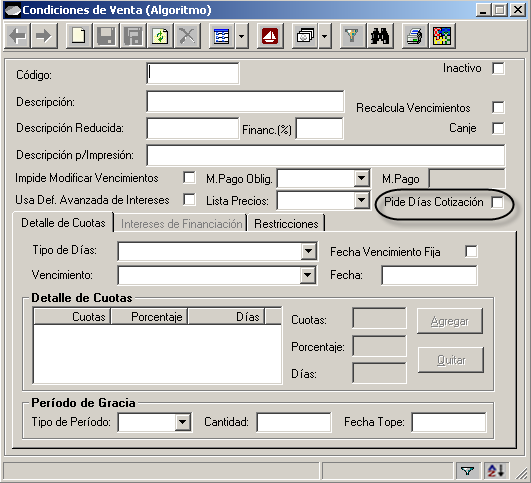 Condiciones de Venta (Algoritmo)
Código:
Inactivo
Descripción:
Recalcula Vencimientos
Descripción Reducida:
Financ.(%)
Canje
Descripción p/Impresión:
Impide Modificar Vencimientos
M.Pago Oblig.
M.Pago
Usa Def. Avanzada de Intereses
Lista Precios:
Pide Días Cotización
Detalle de Cuotas
Intereses de Financiación
Restricciones
Tipo de Días:
Fecha Vencimiento Fija
Vencimiento:
Fecha:
Detalle de Cuotas
Cuotas
Porcentaje
Días
Cuotas:
Agregar
Porcentaje:
Quitar
Días:
Período de Gracia
Tipo de Período:
Cantidad:
Fecha Tope: